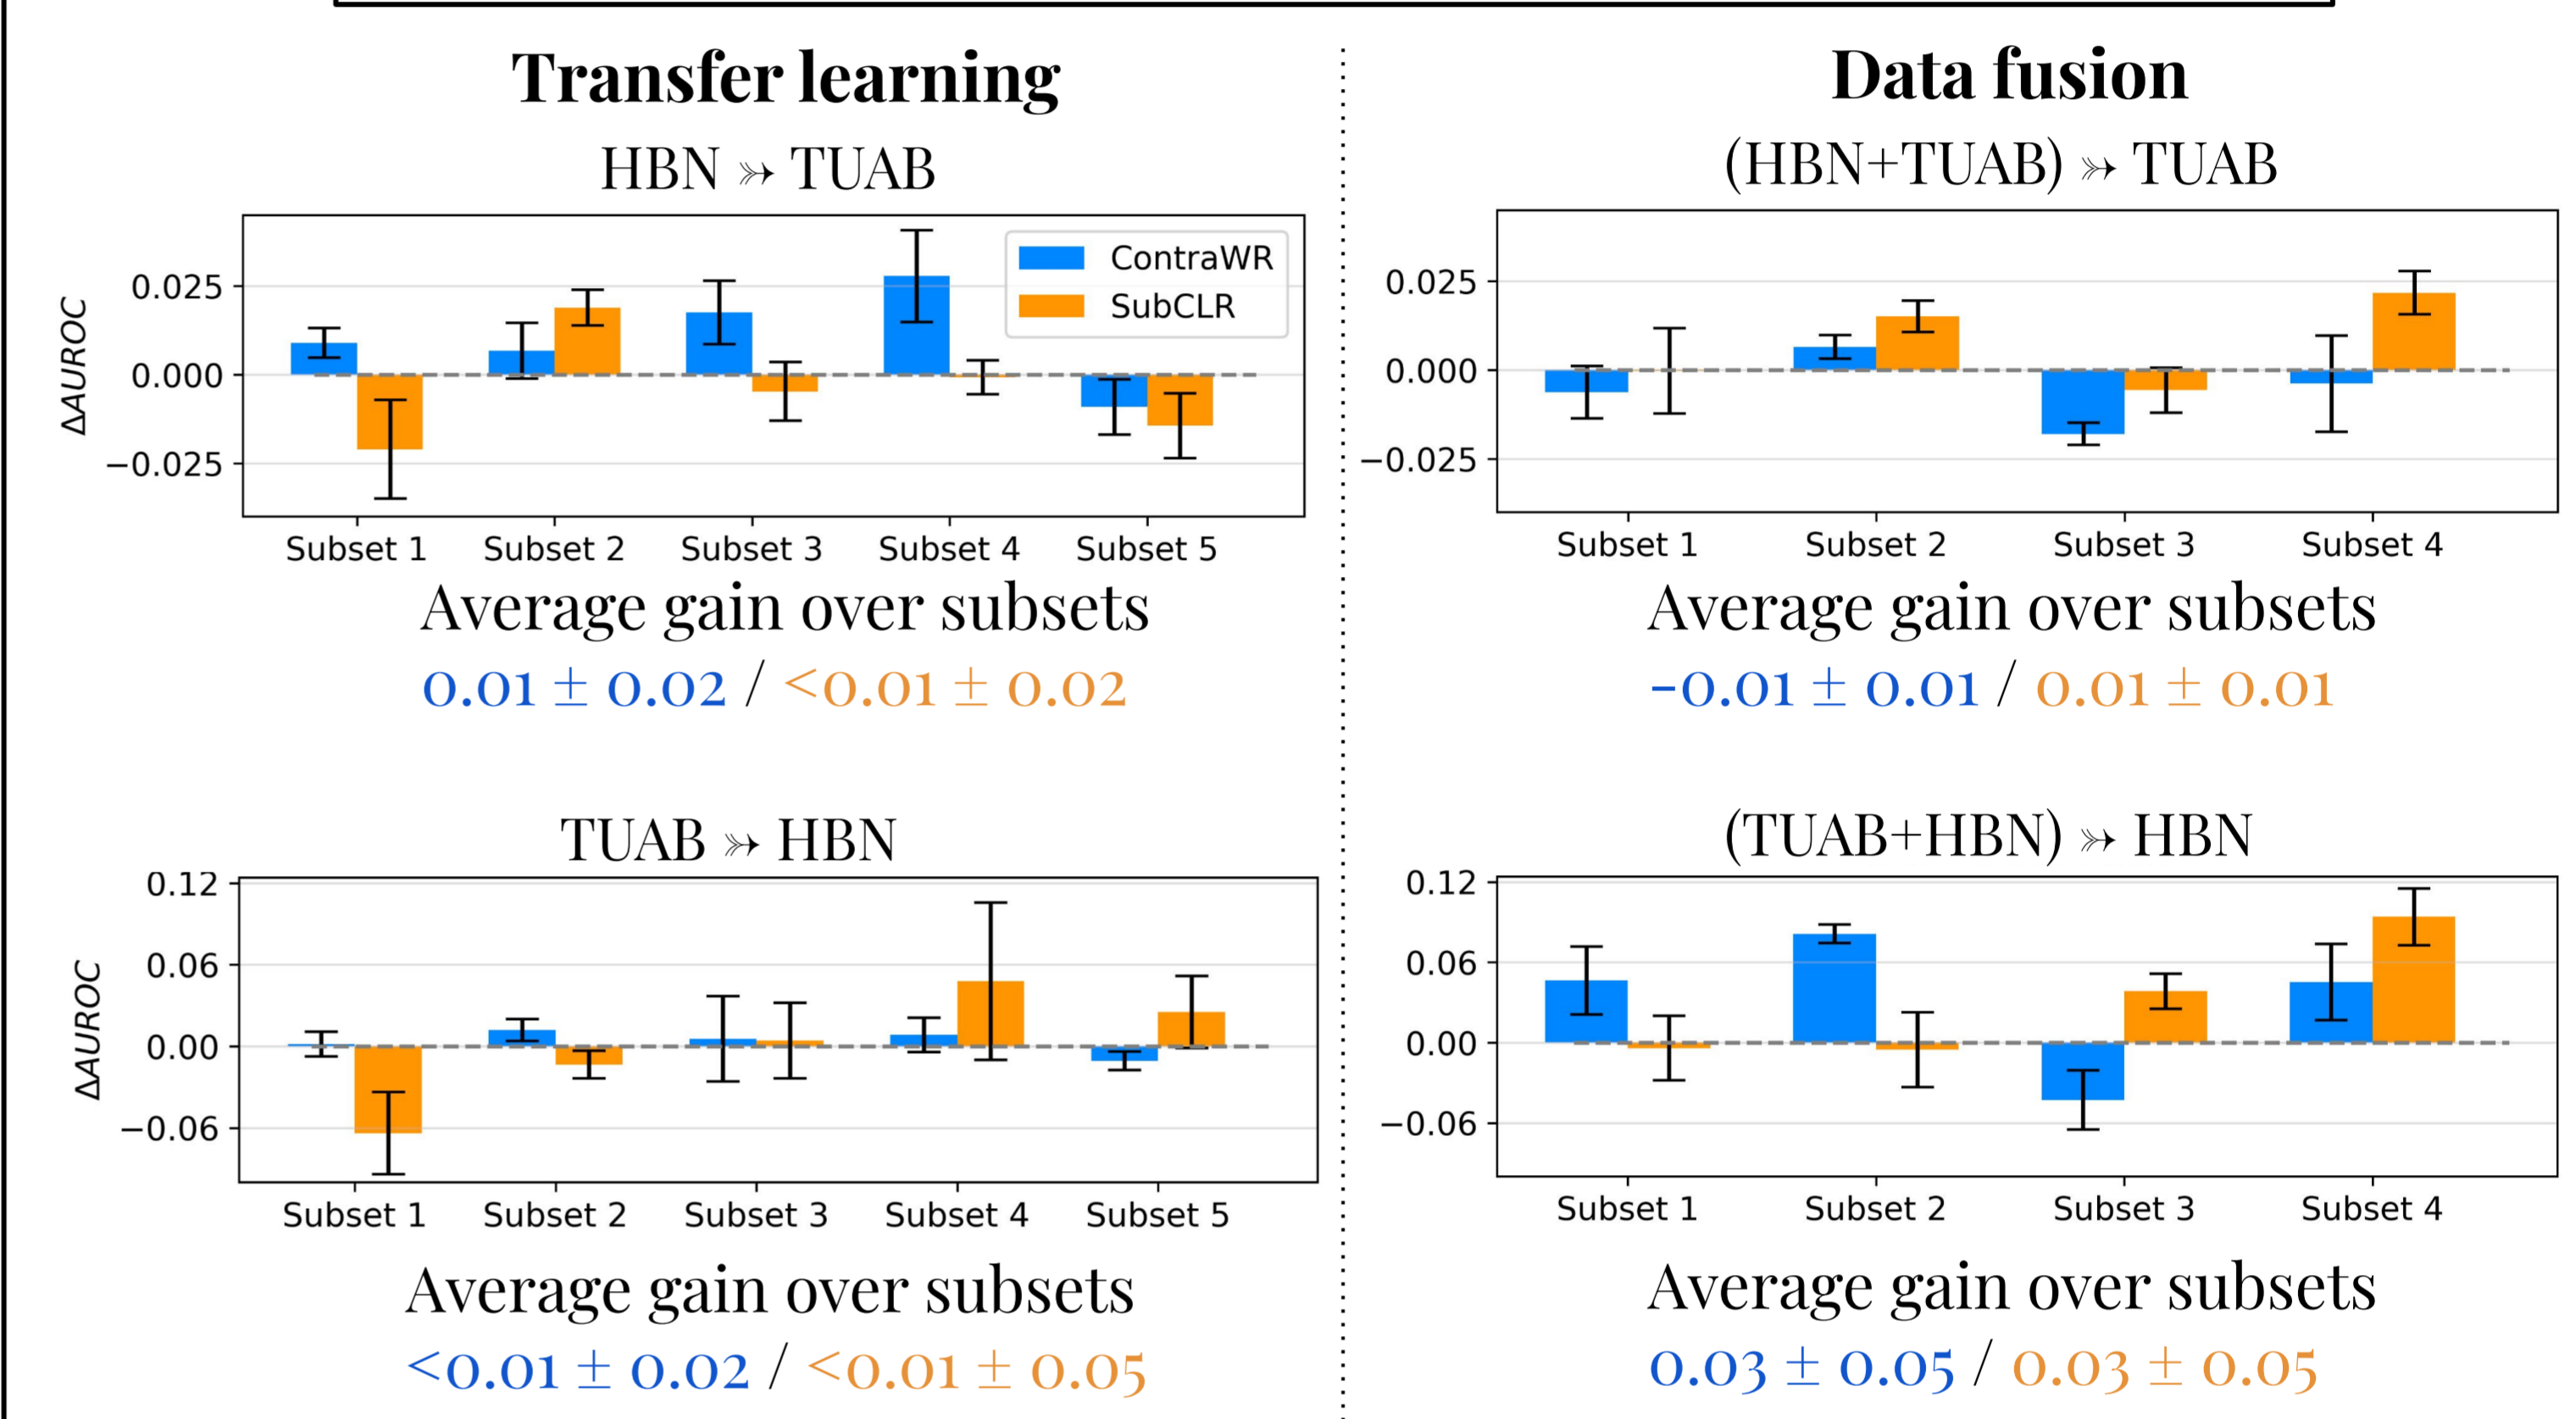 Transfer learning
HBN ⤐ TUAB
ΔAUROC
0.025
0.000
−0.025
ContraWR
SubCLR
Subset 1 Subset 2 Subset 3 Subset 4 Subset 5
Average gain over subsets
0.01 ± 0.02 / <0.01 ± 0.02
TUAB ⤐ HBN
ΔAUROC
0.12
0.06
0.00
−0.06
Subset 1 Subset 2 Subset 3 Subset 4 Subset 5
Average gain over subsets
<0.01 ± 0.02 / <0.01 ± 0.05
Data fusion
(HBN+TUAB) ⤐ TUAB
0.025
0.000
−0.025
Subset 1 Subset 2 Subset 3 Subset 4
Average gain over subsets
-0.01 ± 0.01 / 0.01 ± 0.01
(TUAB+HBN) ⤐ HBN
0.12
0.06
0.00
−0.06
Subset 1 Subset 2 Subset 3 Subset 4
Average gain over subsets
0.03 ± 0.05 / 0.03 ± 0.05